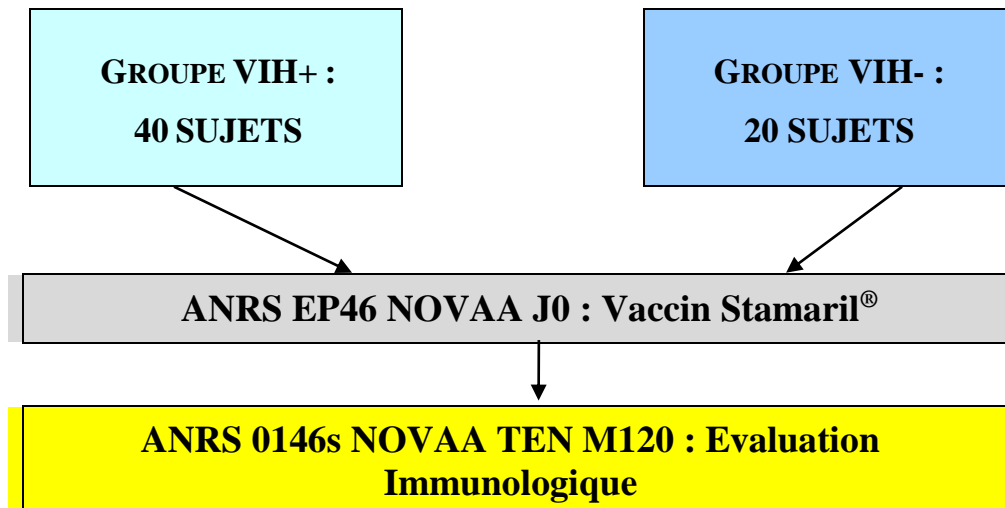 GROUPE VIH+ :
40 SUJETS
GROUPE VIH- :
20 SUJETS
ANRS EP46 NOVAA J0 : Vaccin Stamaril®
ANRS 0146s NOVAA TEN M120 : Evaluation
Immunologique